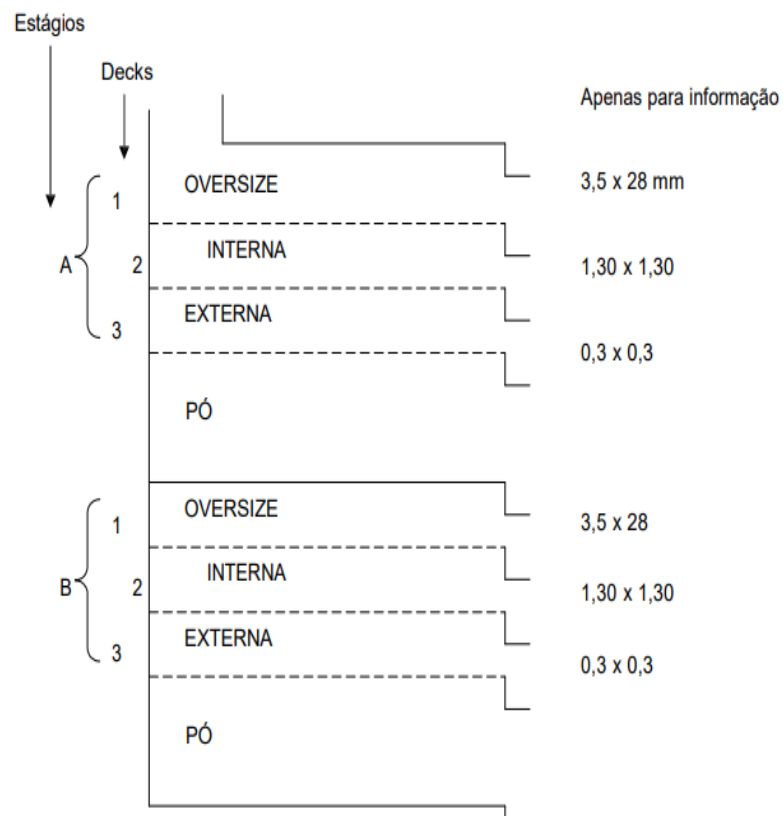 Estágios
Decks
Apenas para informação
1 OVERSIZE 3,5 x 28 mm
INTERNA
A 2 1,30 x 1,30
3 EXTERNA
0,3 x 0,3
PÓ
1 OVERSIZE 3,5 x 28
INTERNA
B 2 1,30 x 1,30
3 EXTERNA
0,3 x 0,3
PÓ